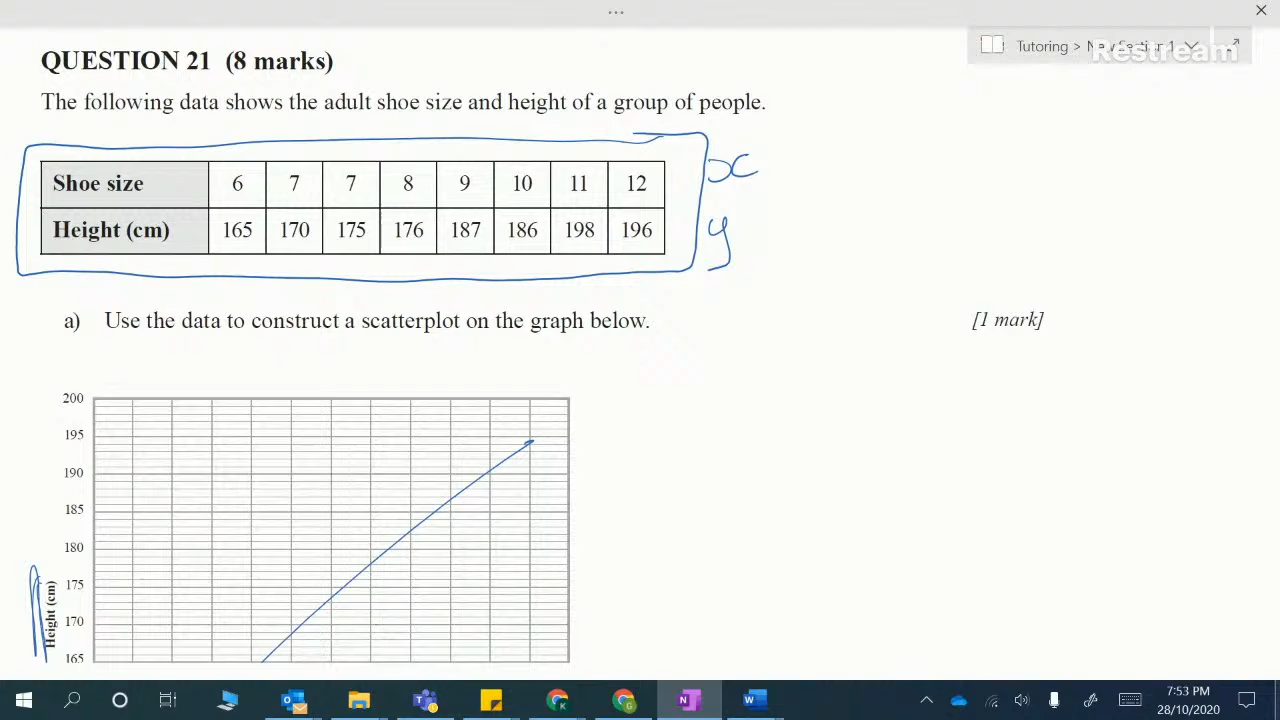 ...
Tutoring > New Section 1
Restream
QUESTION 21 (8 marks)
The following data shows the adult shoe size and height of a group of people.
Shoe size 6 7 7 8 9 10 11 12
x
Height (cm) 165 170 175 176 187 186 198 196
y
a) Use the data to construct a scatterplot on the graph below. [1 mark]
200
195
190
185
180
175
170
165
Height (cm)
7:53 PM
28/10/2020